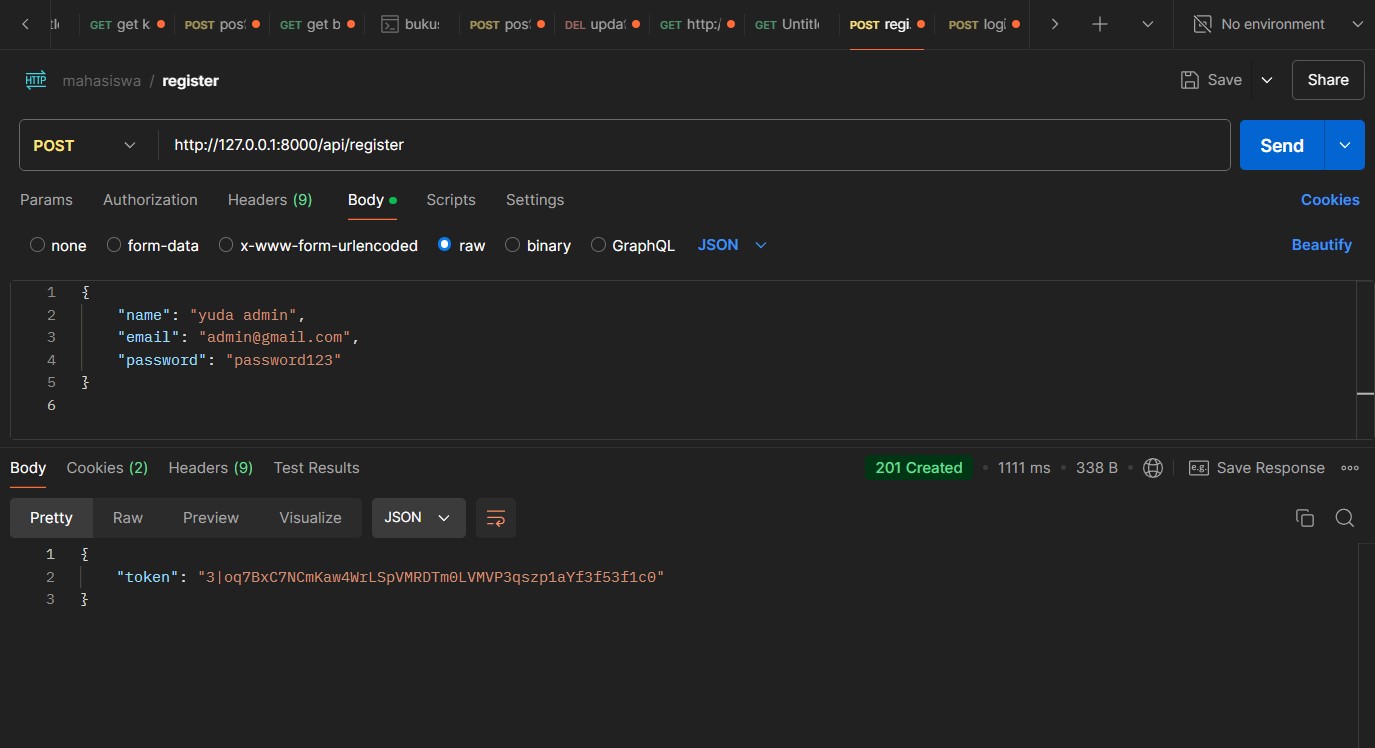 GET get k POST post GET get b bukus POST post DEL updat GET http:/ GET Untitl POST regi. POST logi No environment
HTTP mahasiswa / register Save Share
POST http://127.0.0.1:8000/api/register Send
Params Authorization Headers (9) Body Scripts Settings Cookies
none form-data x-www-form-urlencoded raw binary GraphQL JSON Beautify
1 {
2 "name": "yuda admin",
3 "email": "admin@gmail.com",
4 "password": "password123"
5 }
6
Body Cookies (2) Headers (9) Test Results 201 Created • 1111 ms • 338 B • e.g. Save Response
Pretty Raw Preview Visualize JSON
1 {
2 "token": "3|oq7BxC7NCmKaw4WrLSpVMRDTm0LVMVP3qszp1aYf3f53f1c0"
3 }